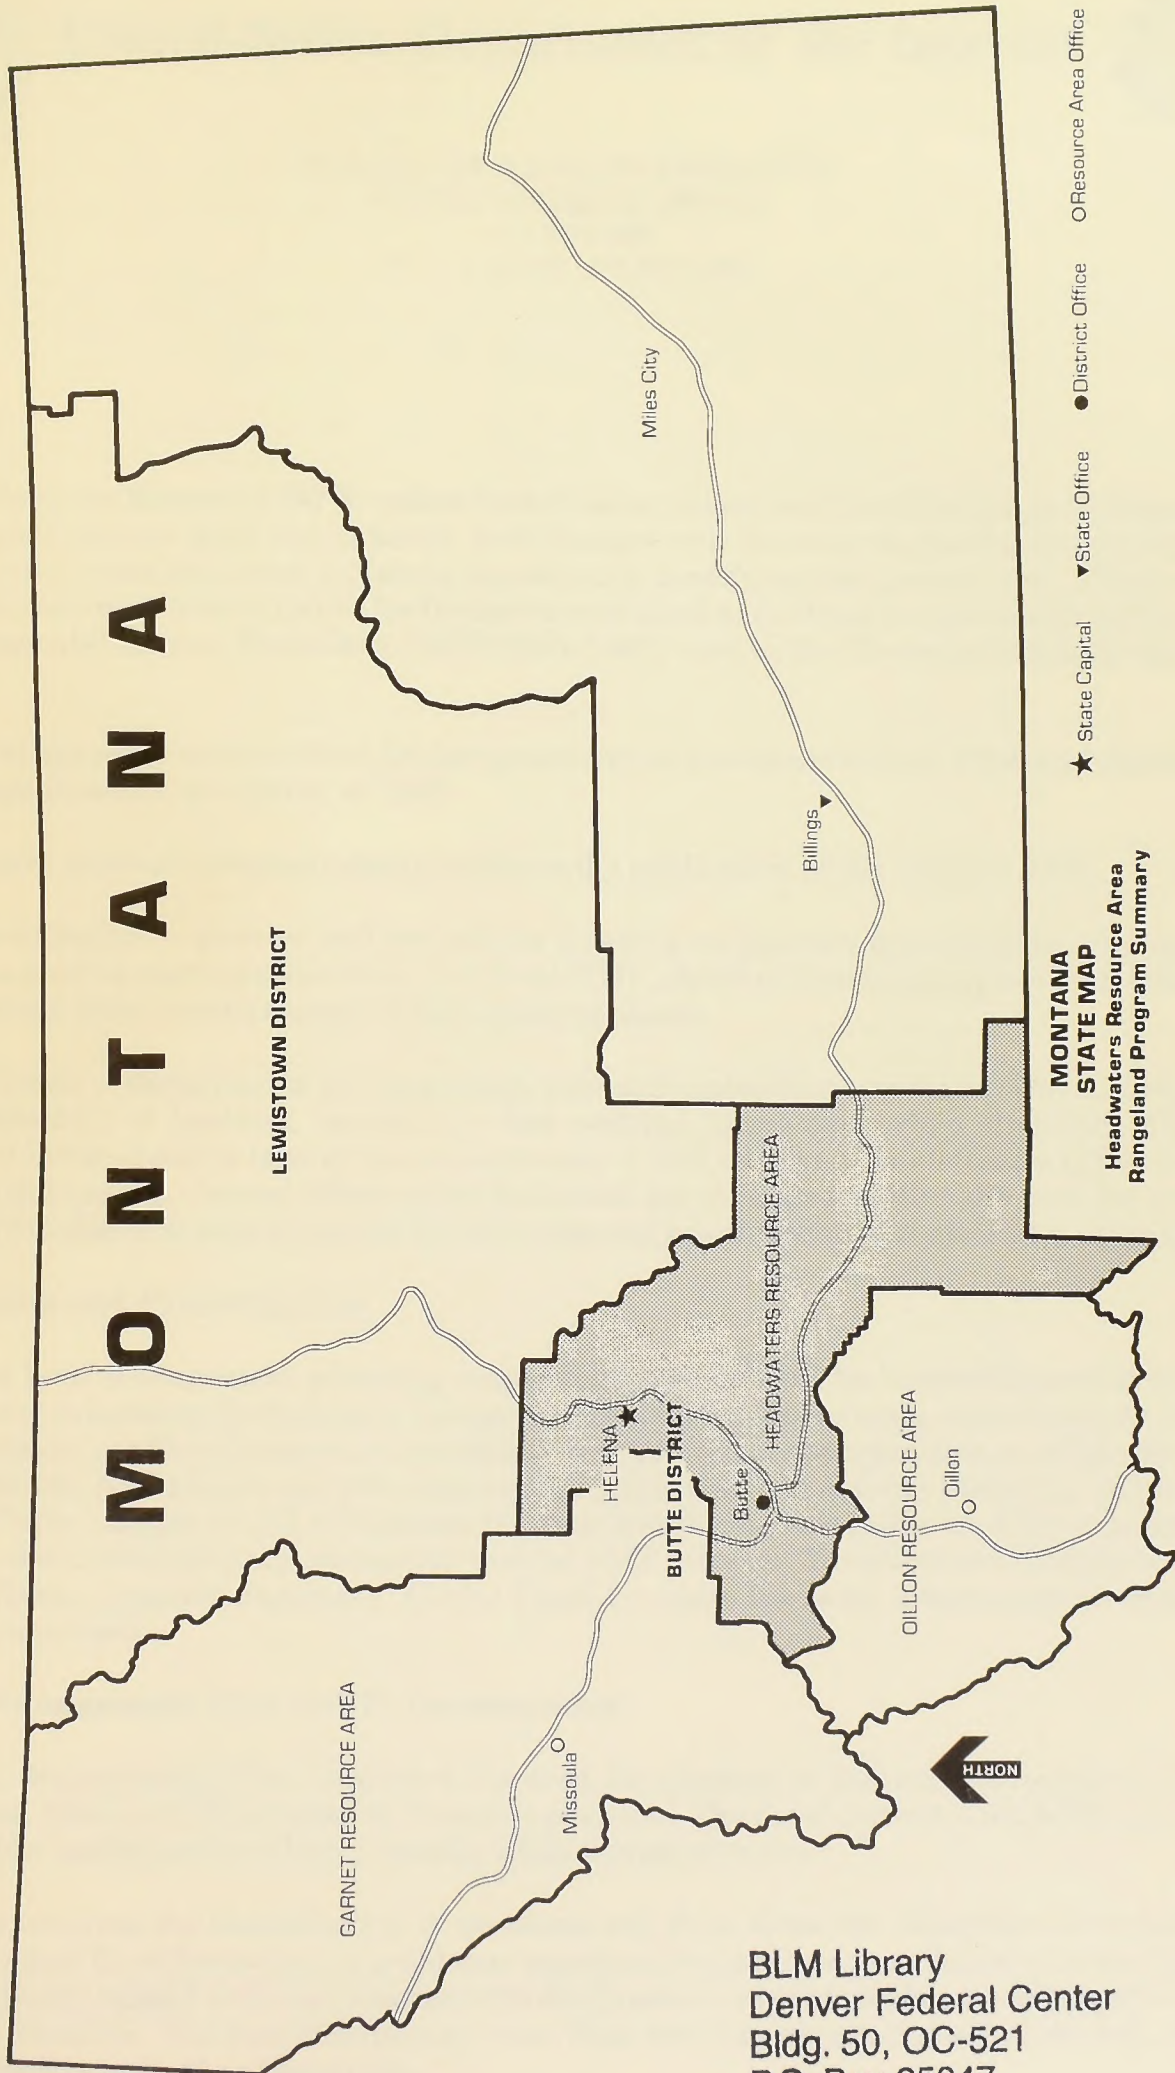 MONTANA
LEWISTOWN DISTRICT
GARNET RESOURCE AREA
Missoula
HELENA
BUTTE DISTRICT
Butte
HEADWATERS RESOURCE AREA
OILLON RESOURCE AREA
Oillon
Billings
Miles City
NORTH
MONTANA
STATE MAP
Headwaters Resource Area
Rangeland Program Summary
State Capital
State Office
District Office
Resource Area Office
BLM Library
Denver Federal Center
Bldg. 50, OC-521